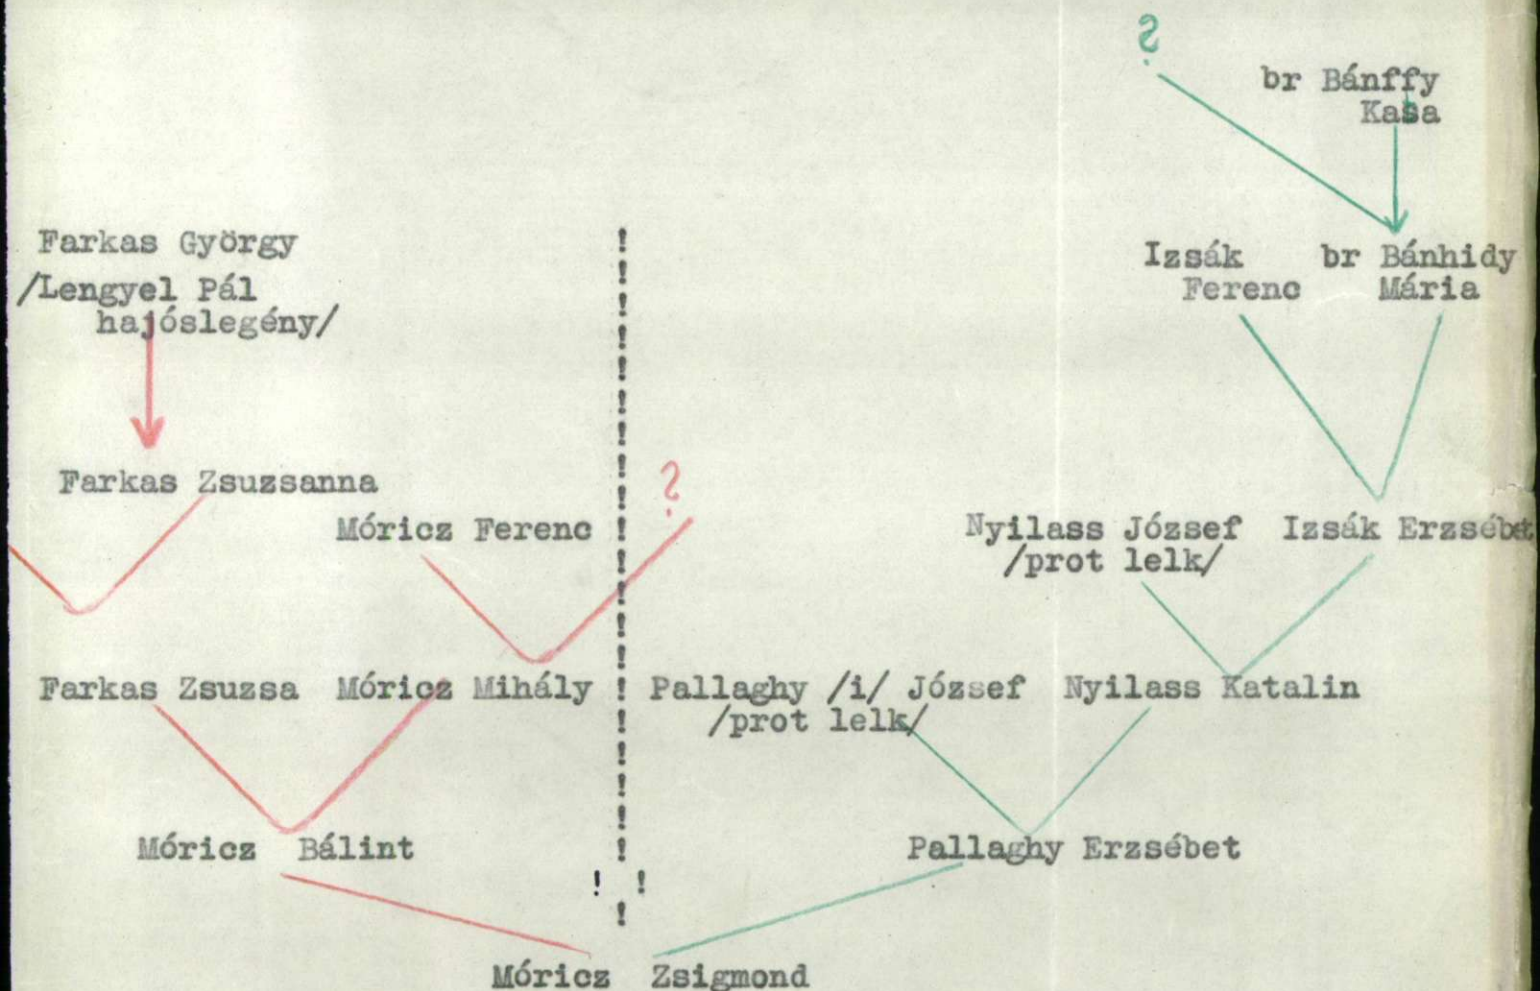 ?
br Bánffy
Kasa
Farkas György
/Lengyel Pál
hajóslegény/
Izsák br Bánhidy
Ferenc Mária
Farkas Zsuzsanna
?
Móricz Ferenc ! Nyilass József Izsák Erzsébet
/prot lelk/
Farkas Zsuzsa Móricz Mihály ! Pallaghy /i/ József Nyilass Katalin
/prot lelk/
Móricz Bálint ! Pallaghy Erzsébet
! !
!
Móricz Zsigmond